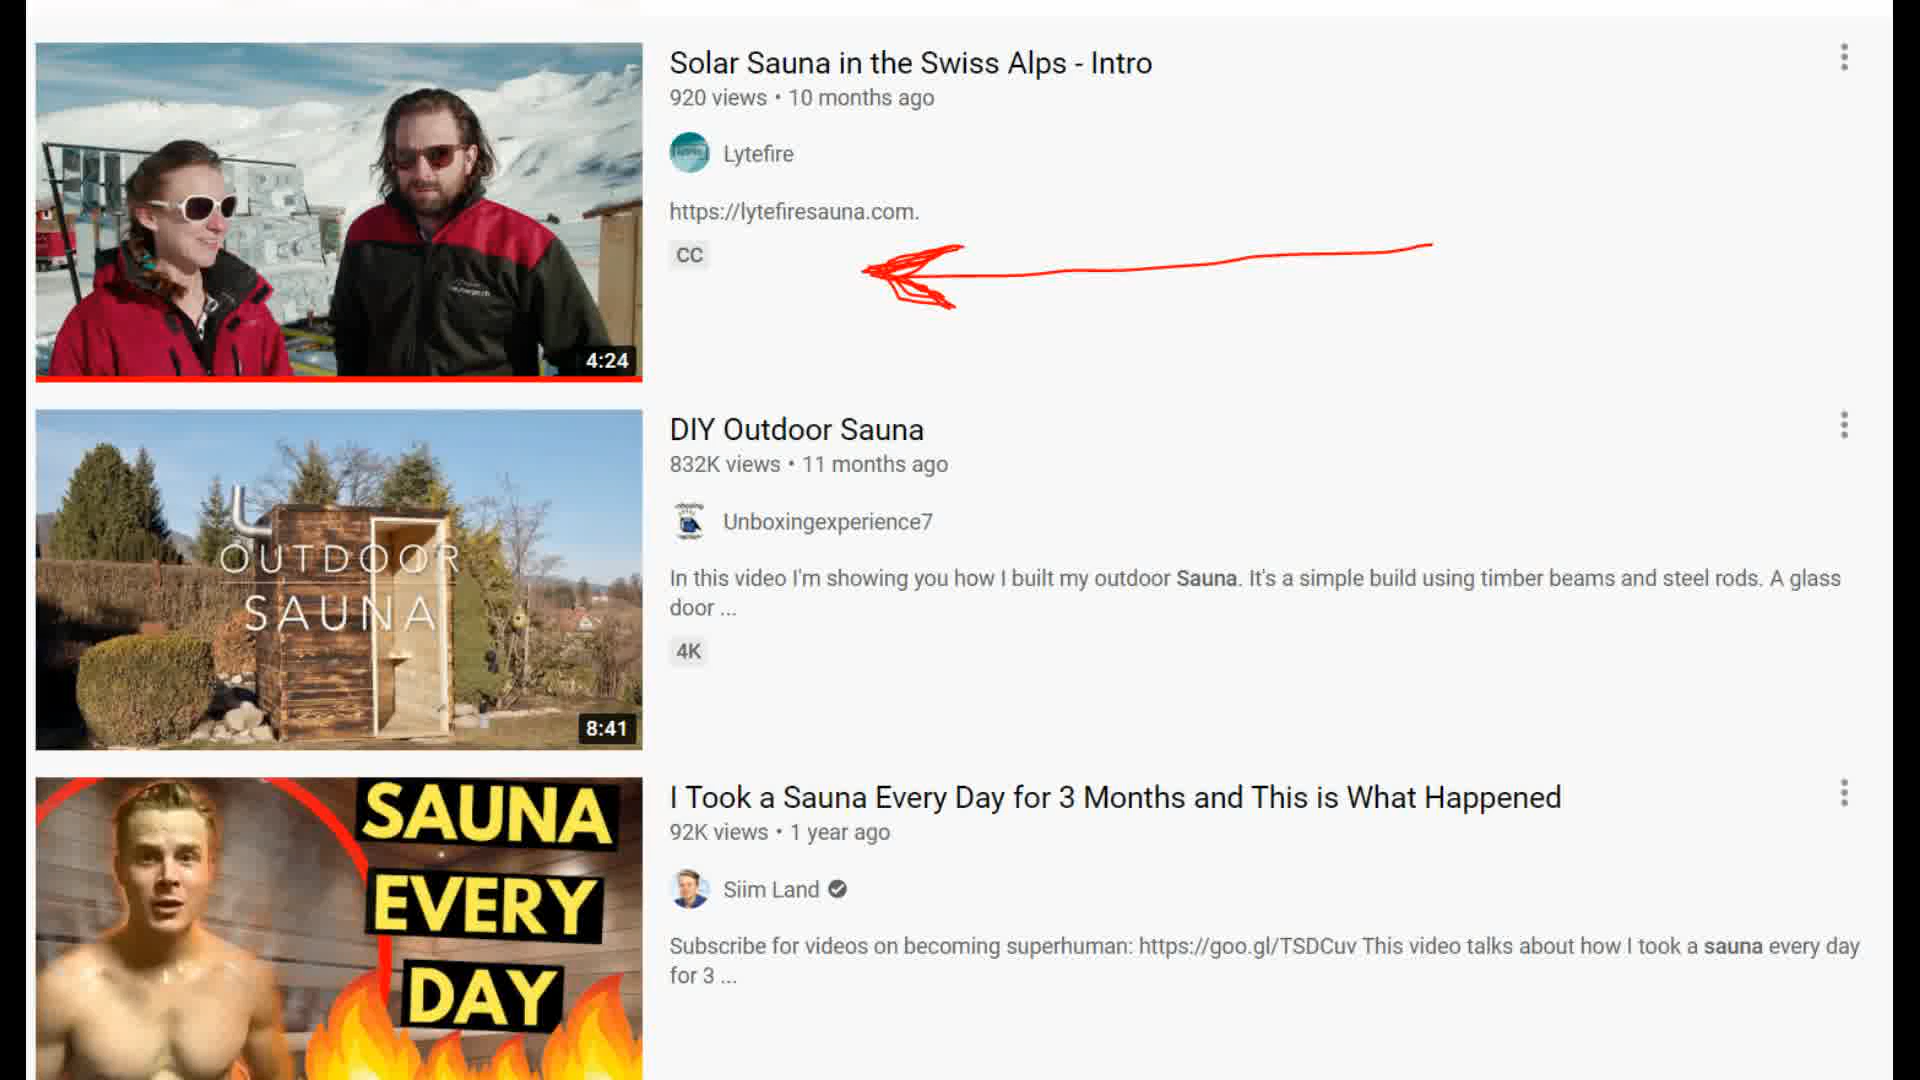 Solar Sauna in the Swiss Alps - Intro
920 views • 10 months ago
Lytefire
https://lytefiresauna.com.
CC
4:24
DIY Outdoor Sauna
832K views • 11 months ago
Unboxingexperience7
In this video I'm showing you how I built my outdoor Sauna. It's a simple build using timber beams and steel rods. A glass
door ...
4K
OUTDOOR
SAUNA
8:41
I Took a Sauna Every Day for 3 Months and This is What Happened
92K views • 1 year ago
Siim Land
Subscribe for videos on becoming superhuman: https://goo.gl/TSDCuv This video talks about how I took a sauna every day
for 3 ...
SAUNA
EVERY
DAY